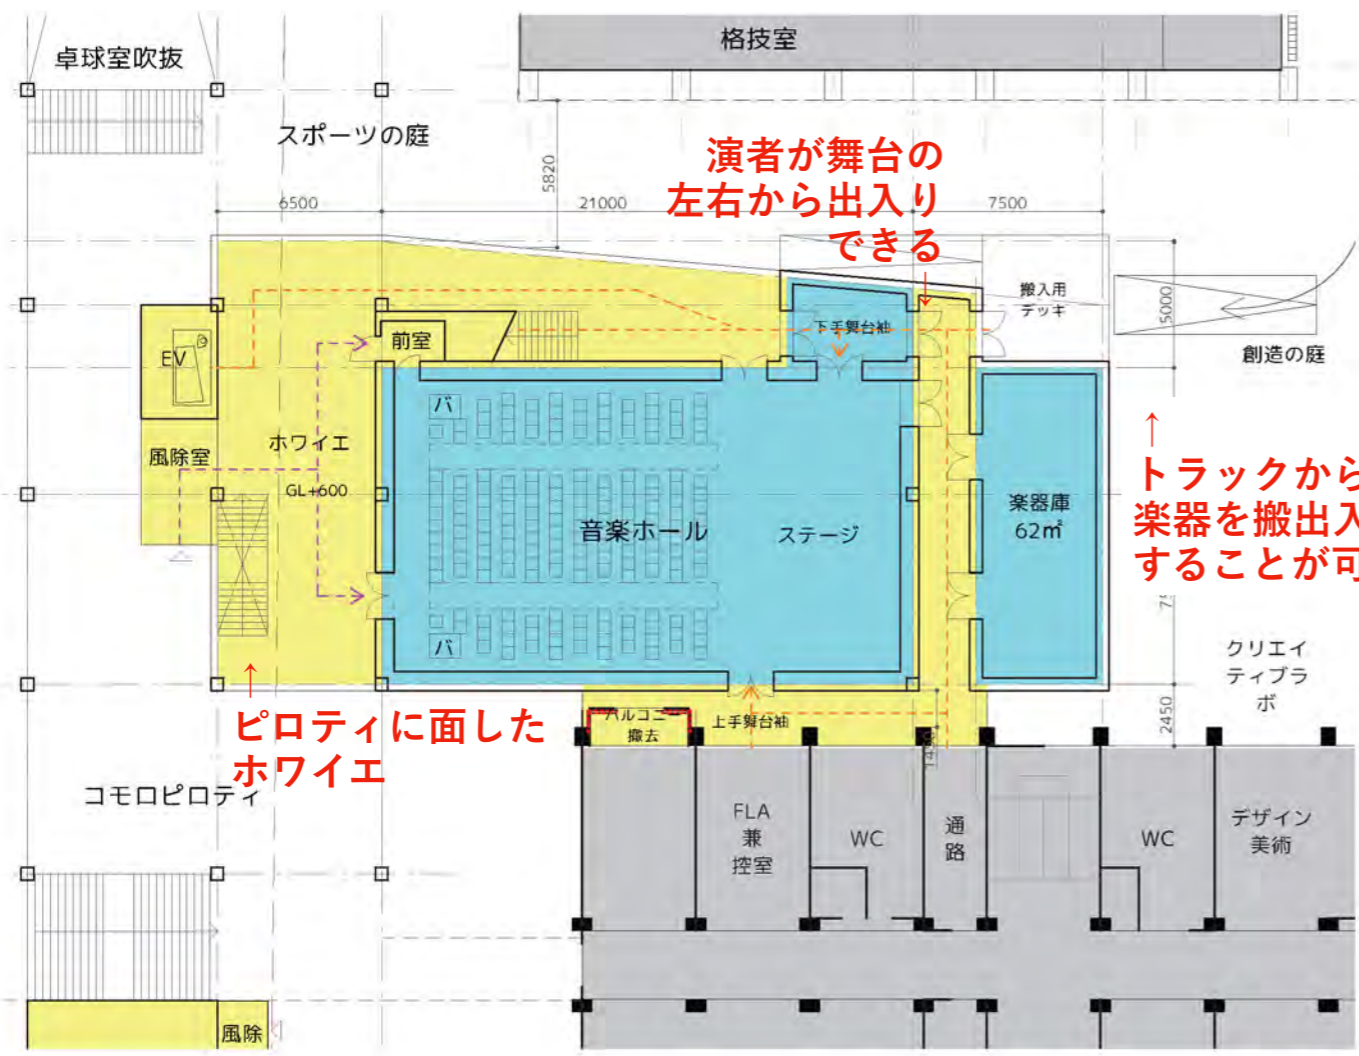 格技室
卓球室吹抜
スポーツの庭
演者が舞台の
左右から出入り
できる
5820
6500
21000
7500
搬入用
デッキ
5000
創造の庭
下手舞台袖
前室
EV
バ
ホワイエ
風除室
GL+600
音楽ホール
ステージ
楽器庫
62㎡
↑
トラックから
楽器を搬出入
することが可
バ
クリエイ
ティブラ
ボ
2450
↑
ピロティに面した
ホワイエ
バルコニー
撤去
上手舞台袖
コモロピロティ
FLA
兼
控室
WC
通
路
WC
デザイン
美術
風除